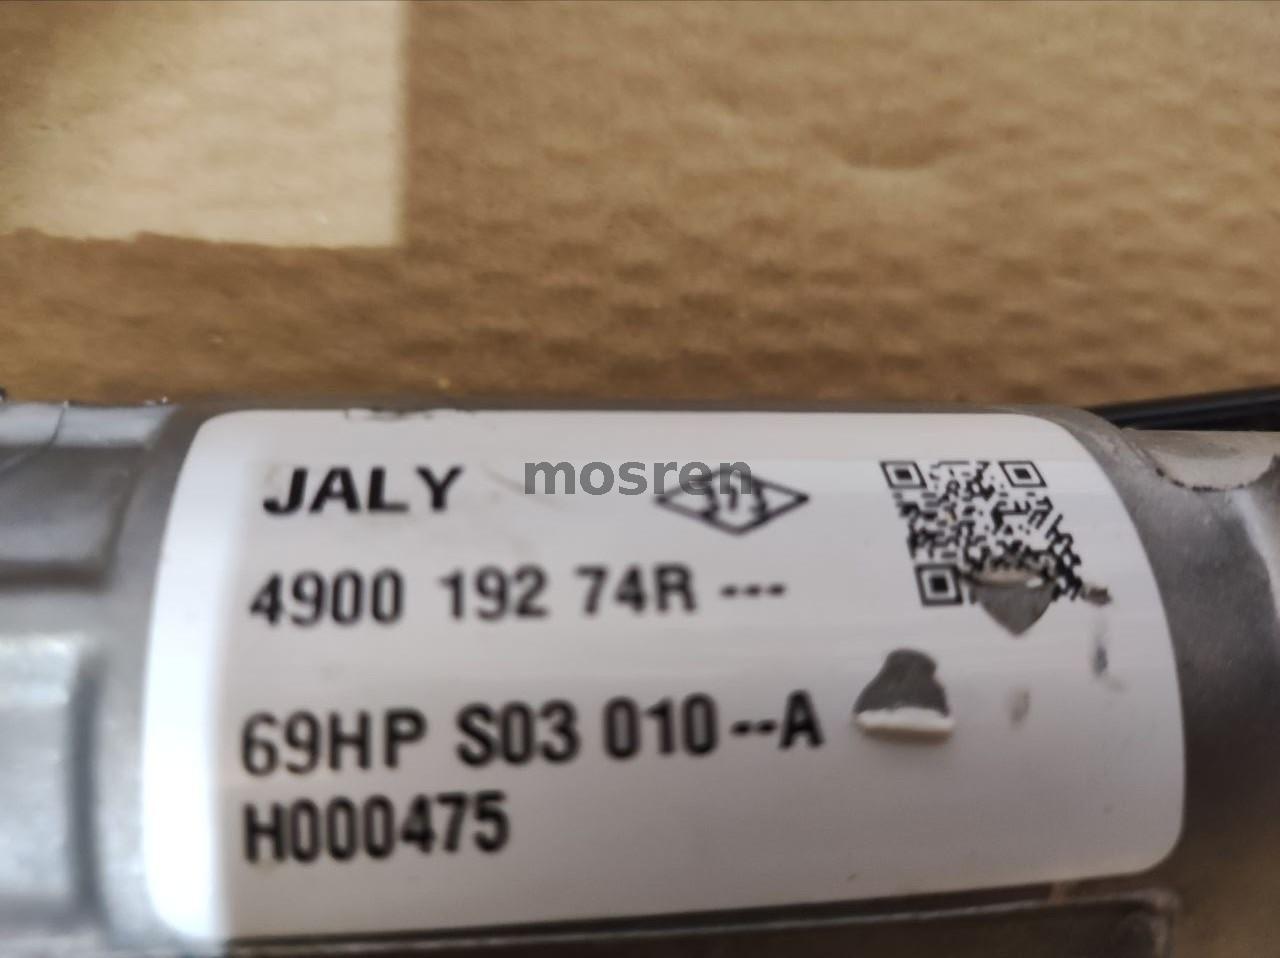 mosren
JALY
4900 192 74R ---
69HP S03 010--A
H000475